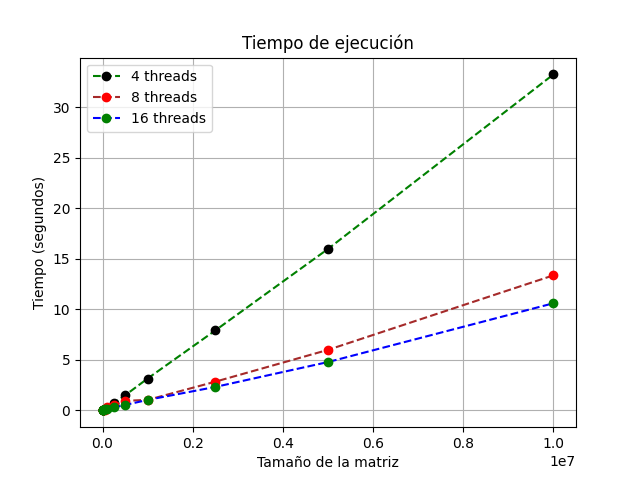 Tiempo de ejecución
4 threads
8 threads
16 threads
Tiempo (segundos)
30
25
20
15
10
5
0
0.0 0.2 0.4 0.6 0.8 1.0
1e7
Tamaño de la matriz